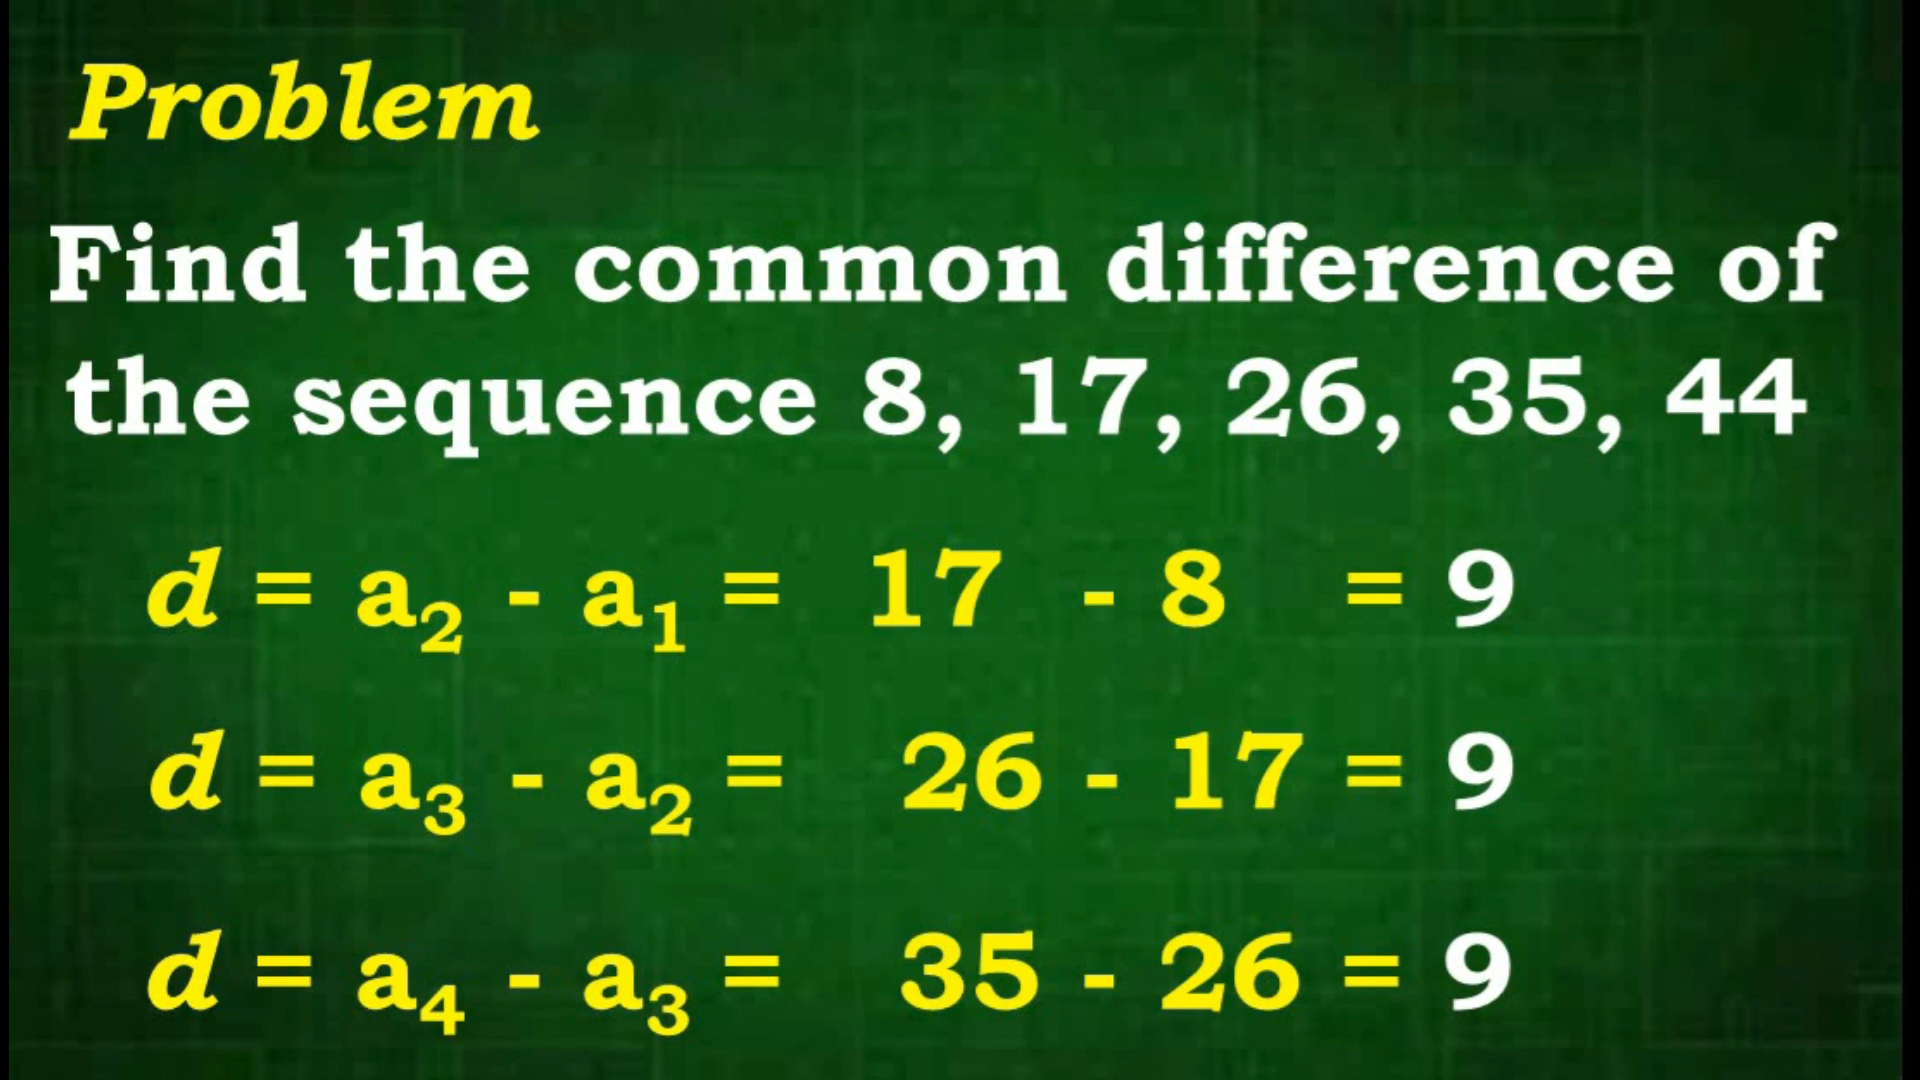 Problem
Find the common difference of
the sequence 8, 17, 26, 35, 44
d = a₂ - a₁ = 17 - 8 = 9
d = a₃ - a₂ = 26 - 17 = 9
d = a₄ - a₃ = 35 - 26 = 9